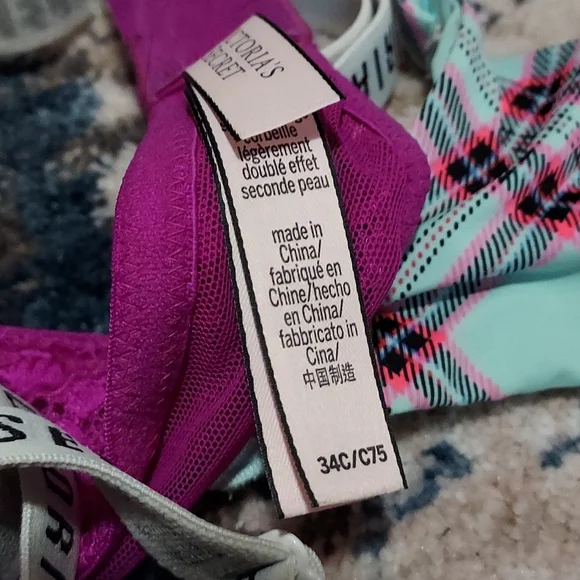 VICTORIA'S
SECRET
corbeille
légèrement
doublé effet
seconde peau
made in
China/
fabriqué en
Chine/hecho
en China/
fabbricato in
Cina/
中国制造
34C/C75